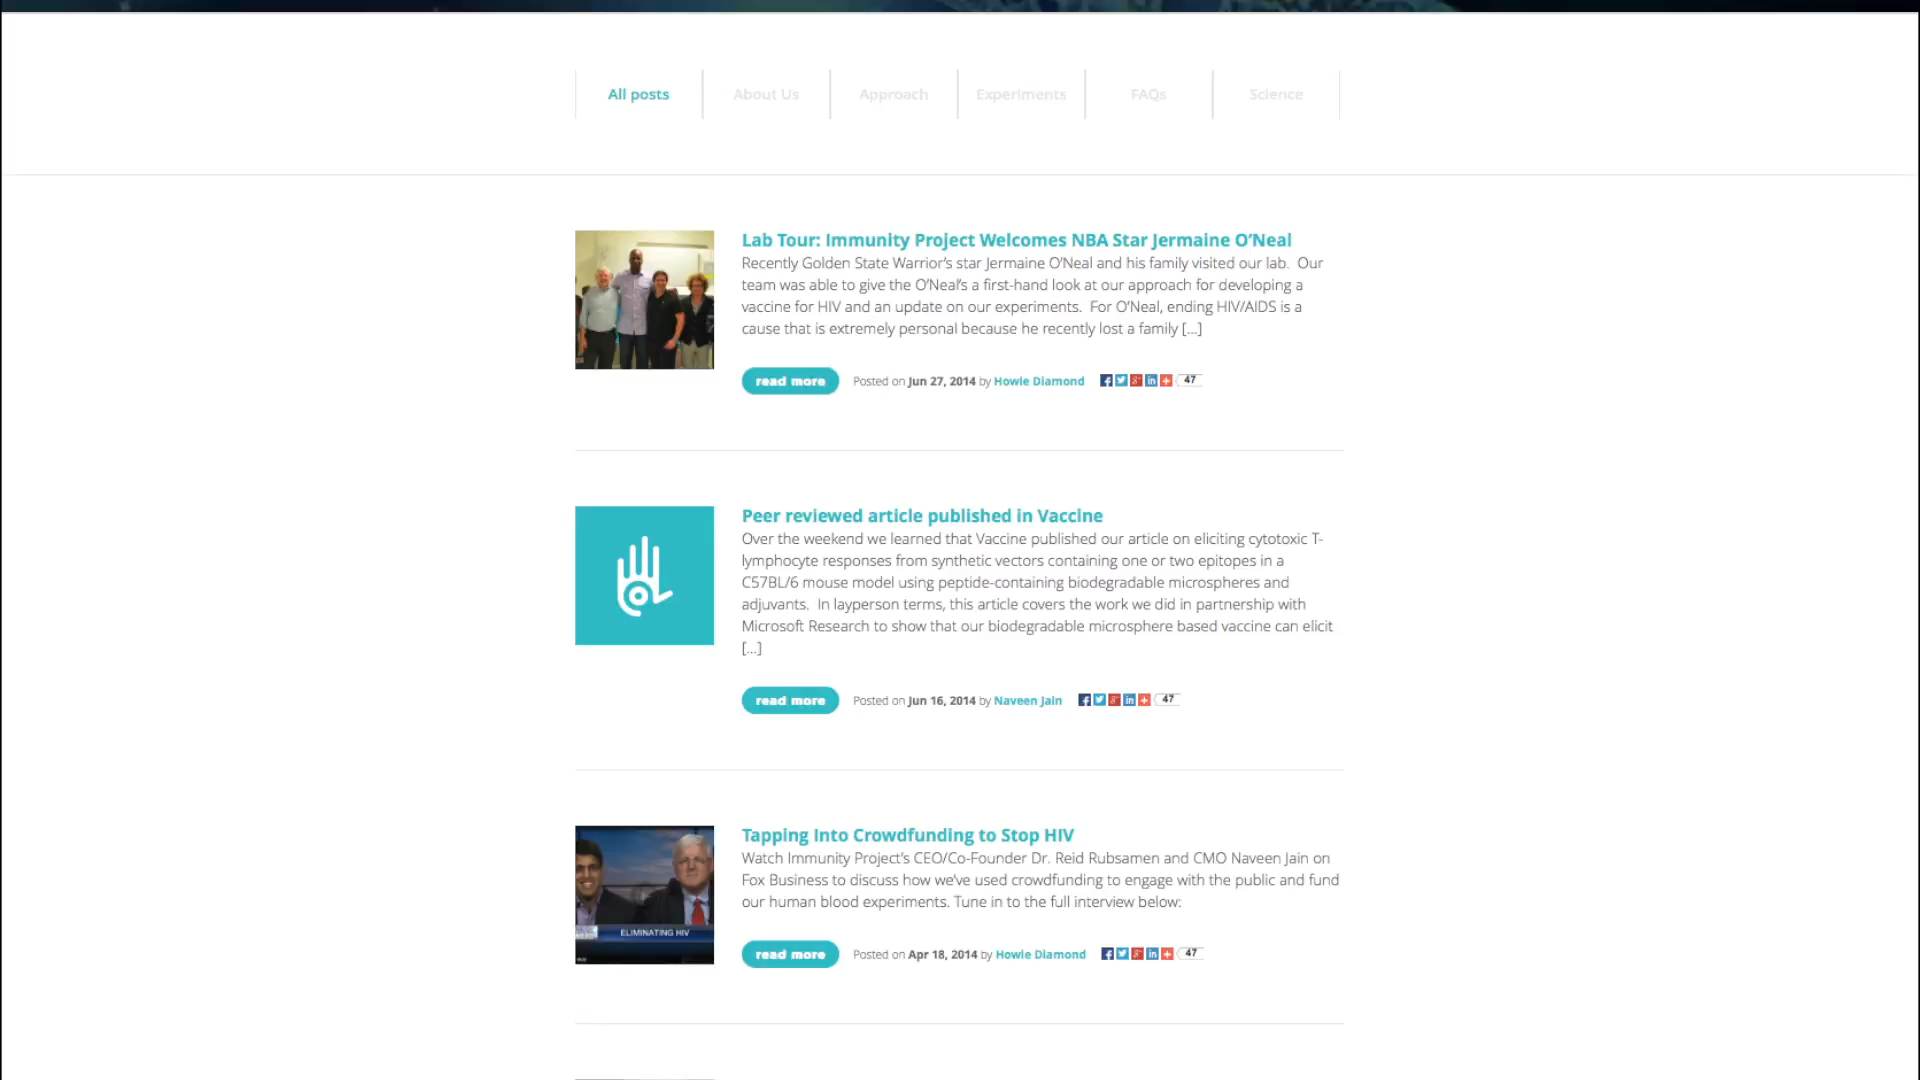 All posts About Us Approach Experiments FAQs Science
Lab Tour: Immunity Project Welcomes NBA Star Jermaine O’Neal
Recently Golden State Warrior’s star Jermaine O’Neal and his family visited our lab. Our
team was able to give the O’Neal’s a first-hand look at our approach for developing a
vaccine for HIV and an update on our experiments. For O’Neal, ending HIV/AIDS is a
cause that is extremely personal because he recently lost a family [...]
read more Posted on Jun 27, 2014 by Howie Diamond 47
Peer reviewed article published in Vaccine
Over the weekend we learned that Vaccine published our article on eliciting cytotoxic T-
lymphocyte responses from synthetic vectors containing one or two epitopes in a
C57BL/6 mouse model using peptide-containing biodegradable microspheres and
adjuvants. In layperson terms, this article covers the work we did in partnership with
Microsoft Research to show that our biodegradable microsphere based vaccine can elicit
[...]
read more Posted on Jun 16, 2014 by Naveen Jain 47
Tapping Into Crowdfunding to Stop HIV
Watch Immunity Project’s CEO/Co-Founder Dr. Reid Rubsamen and CMO Naveen Jain on
Fox Business to discuss how we’ve used crowdfunding to engage with the public and fund
our human blood experiments. Tune in to the full interview below:
ELIMINATING HIV
read more Posted on Apr 18, 2014 by Howie Diamond 47